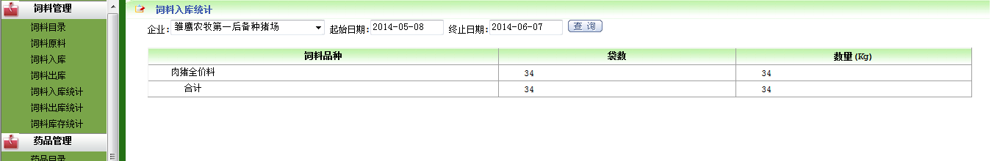 饲料管理
饲料目录
饲料原料
饲料入库
饲料出库
饲料入库统计
饲料出库统计
饲料库存统计
药品管理
药品目录
饲料入库统计
企业: 雏鹰农牧第一后备种猪场 起始日期: 2014-05-08 终止日期: 2014-06-07 查 询
饲料品种 袋数 数量(Kg)
肉猪全价料 34 34
合计 34 34